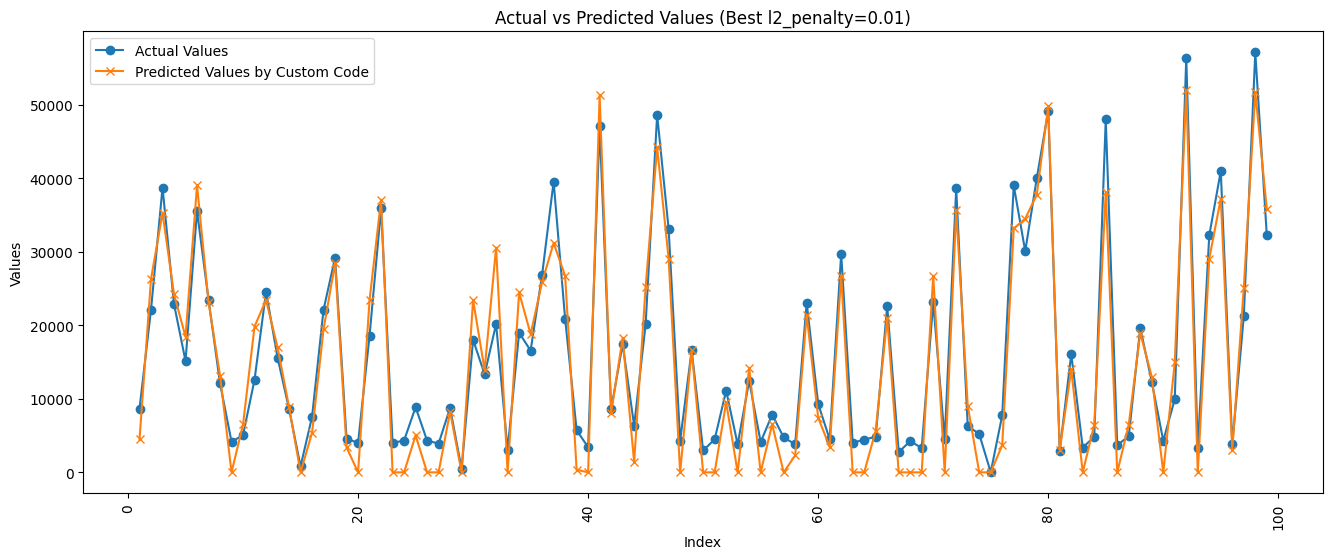 Actual vs Predicted Values (Best l2_penalty=0.01)
Actual Values
Predicted Values by Custom Code
50000
40000
30000
20000
10000
0
Values
0
20
40
60
80
100
Index